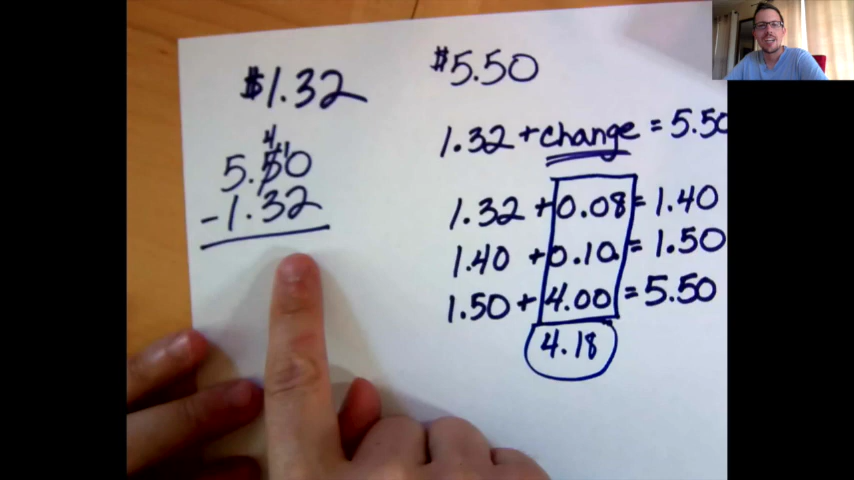 $1.32
4 1
5.50
-1.32
$5.50
1.32 + change = 5.50
1.32 + 0.08 = 1.40
1.40 + 0.10 = 1.50
1.50 + 4.00 = 5.50
4.18